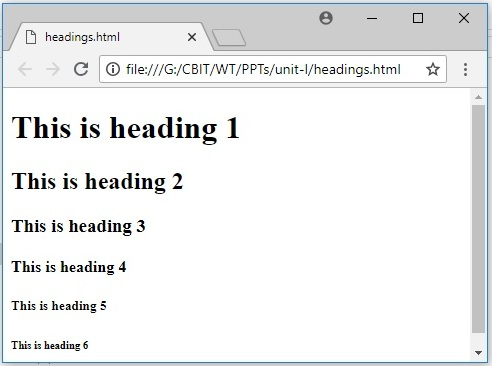 headings.html
file:///G:/CBIT/WT/PPTs/unit-I/headings.html
This is heading 1
This is heading 2
This is heading 3
This is heading 4
This is heading 5
This is heading 6